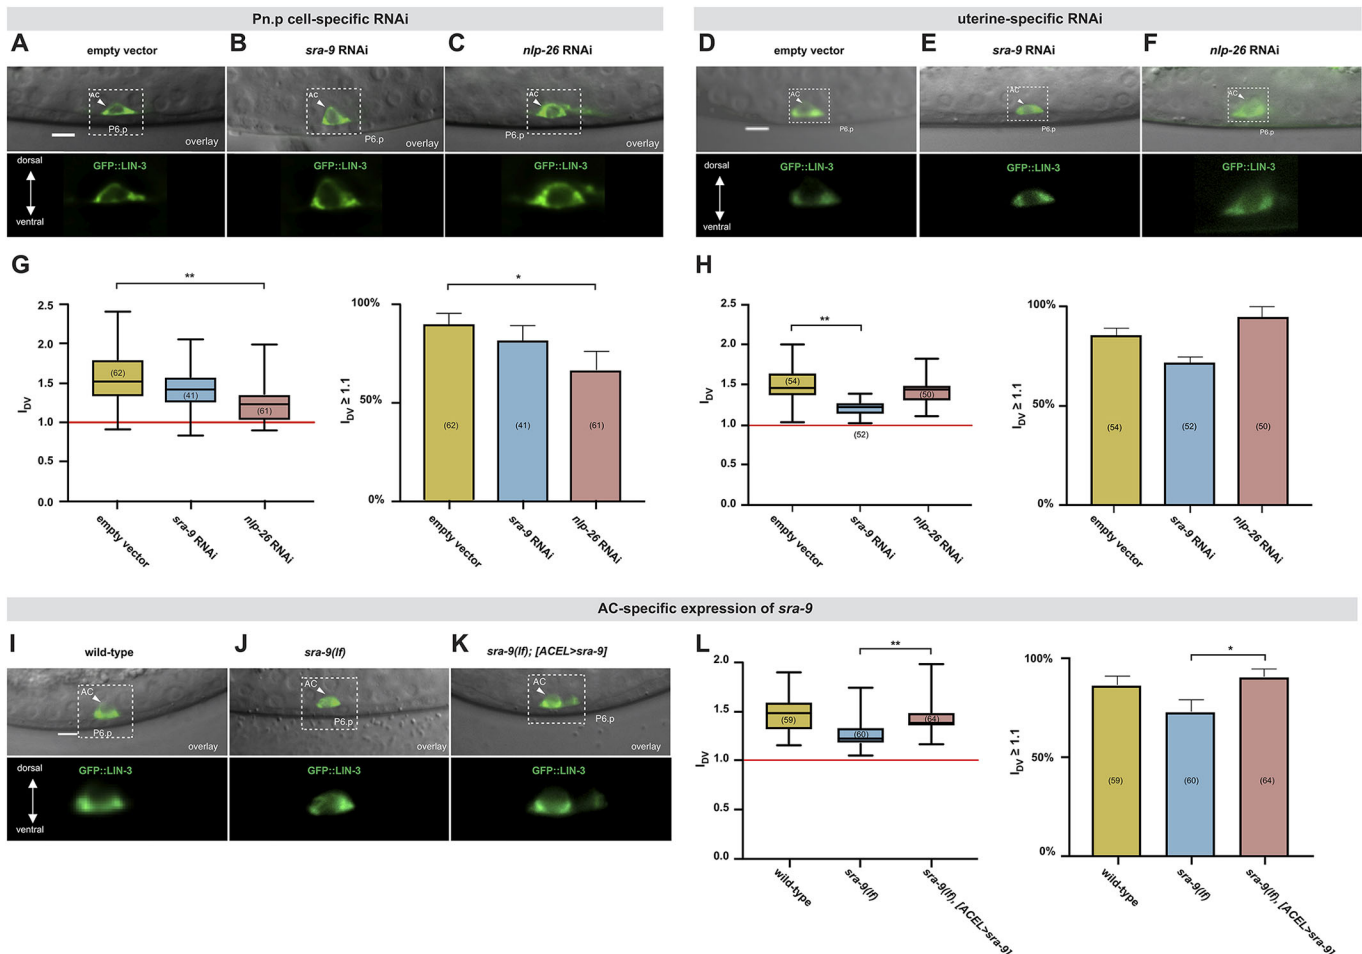 Pn.p cell-specific RNAi
uterine-specific RNAi
A empty vector
B sra-9 RNAi
C nlp-26 RNAi
D empty vector
E sra-9 RNAi
F nlp-26 RNAi
AC
P6.p
overlay
AC
P6.p
overlay
AC
P6.p
overlay
AC
P6.p
AC
P6.p
AC
P6.p
dorsal
ventral
GFP::LIN-3
GFP::LIN-3
GFP::LIN-3
dorsal
ventral
GFP::LIN-3
GFP::LIN-3
GFP::LIN-3
G
**
2.5
2.0
1.5
1.0
0.5
0.0
IDV
(62)
(41)
(61)
empty vector
sra-9 RNAi
nlp-26 RNAi
*
100%
50%
0%
IDV ≥ 1.1
(62)
(41)
(61)
empty vector
sra-9 RNAi
nlp-26 RNAi
H
**
2.5
2.0
1.5
1.0
0.5
0.0
IDV
(54)
(52)
(50)
empty vector
sra-9 RNAi
nlp-26 RNAi
100%
50%
0%
IDV ≥ 1.1
(54)
(52)
(50)
empty vector
sra-9 RNAi
nlp-26 RNAi
AC-specific expression of sra-9
I wild-type
J sra-9(lf)
K sra-9(lf); [ACEL>sra-9]
AC
P6.p
overlay
AC
P6.p
overlay
AC
P6.p
overlay
dorsal
ventral
GFP::LIN-3
GFP::LIN-3
GFP::LIN-3
L
**
2.0
1.5
1.0
0.5
0.0
IDV
(59)
(60)
(64)
wild-type
sra-9(lf)
sra-9(lf), [ACEL>sra-9]
*
100%
50%
0%
IDV ≥ 1.1
(59)
(60)
(64)
wild-type
sra-9(lf)
sra-9(lf), [ACEL>sra-9]